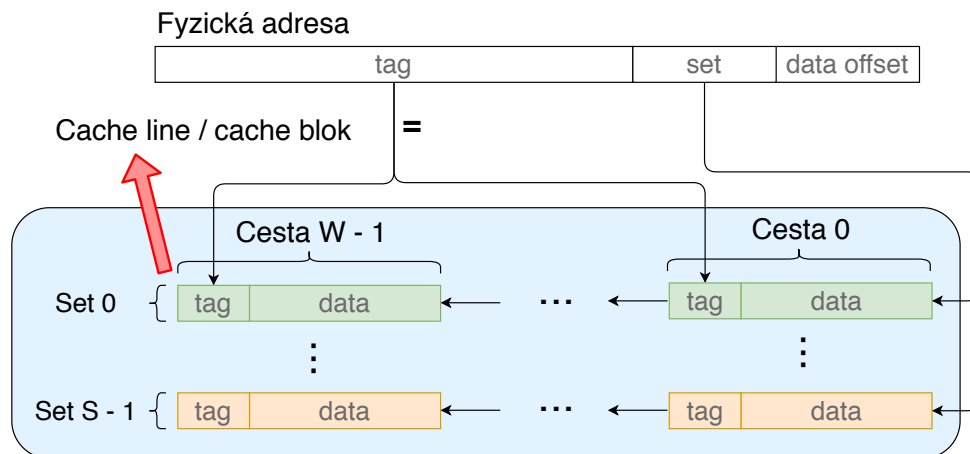 Fyzická adresa
tag set data offset
Cache line / cache blok =
Cesta W - 1 Cesta 0
Set 0 tag data ... tag data
Set S - 1 tag data ... tag data